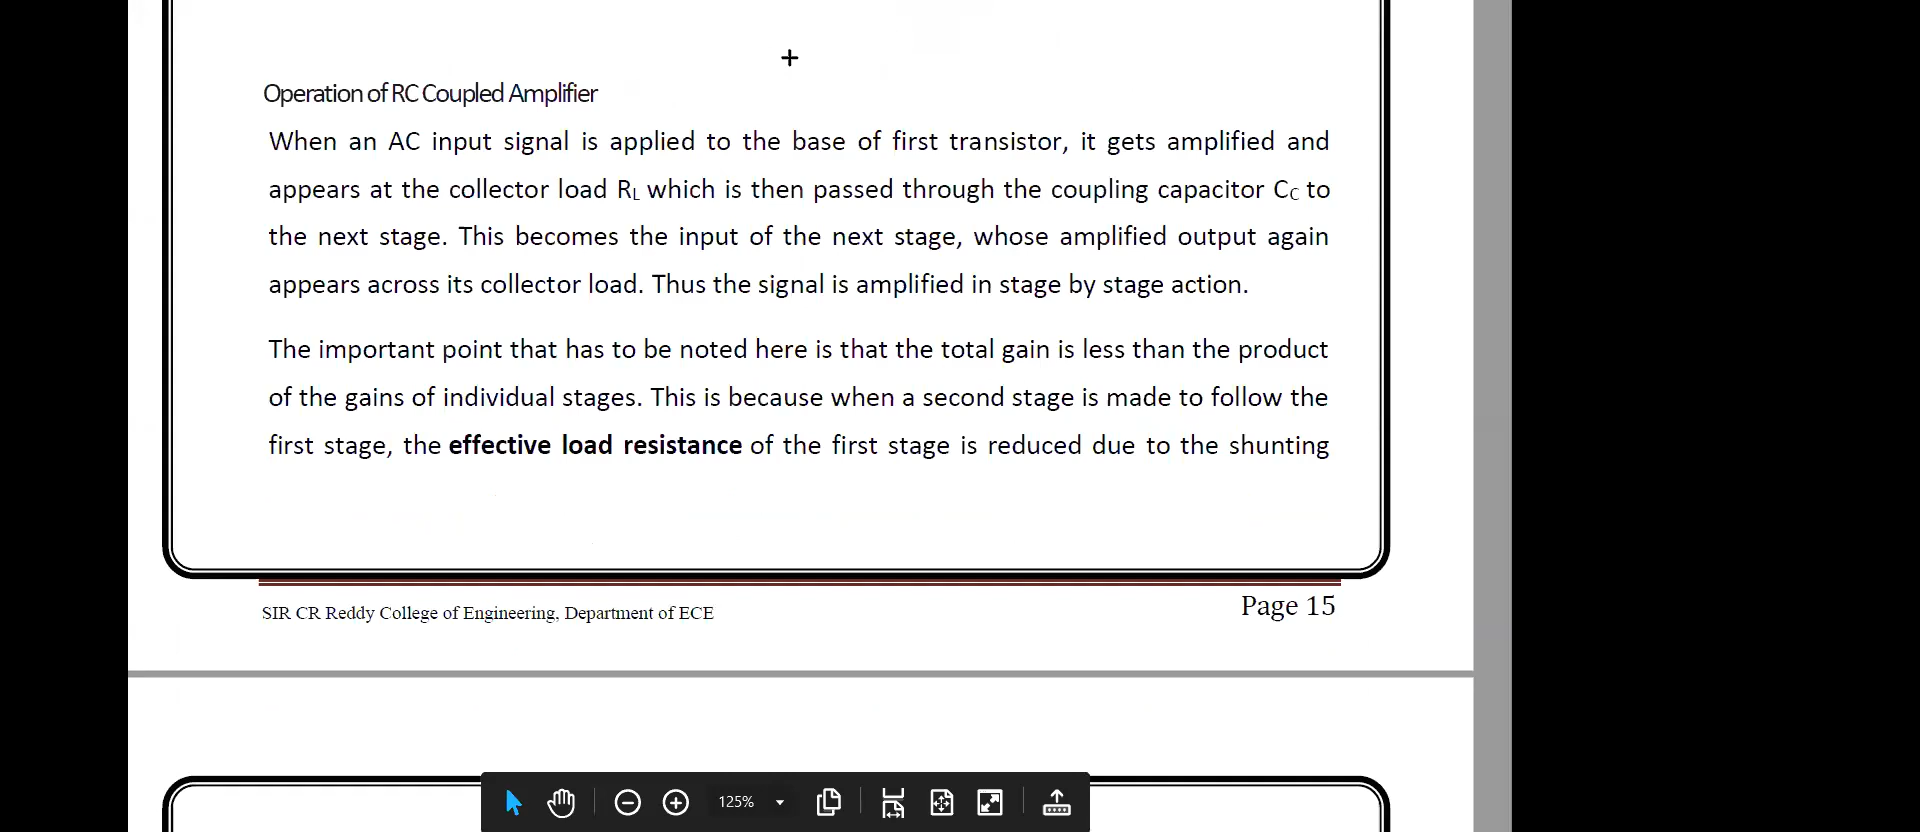 Operation of RC Coupled Amplifier
When an AC input signal is applied to the base of first transistor, it gets amplified and
appears at the collector load RL which is then passed through the coupling capacitor CC to
the next stage. This becomes the input of the next stage, whose amplified output again
appears across its collector load. Thus the signal is amplified in stage by stage action.
The important point that has to be noted here is that the total gain is less than the product
of the gains of individual stages. This is because when a second stage is made to follow the
first stage, the effective load resistance of the first stage is reduced due to the shunting
SIR CR Reddy College of Engineering, Department of ECE
Page 15
125%